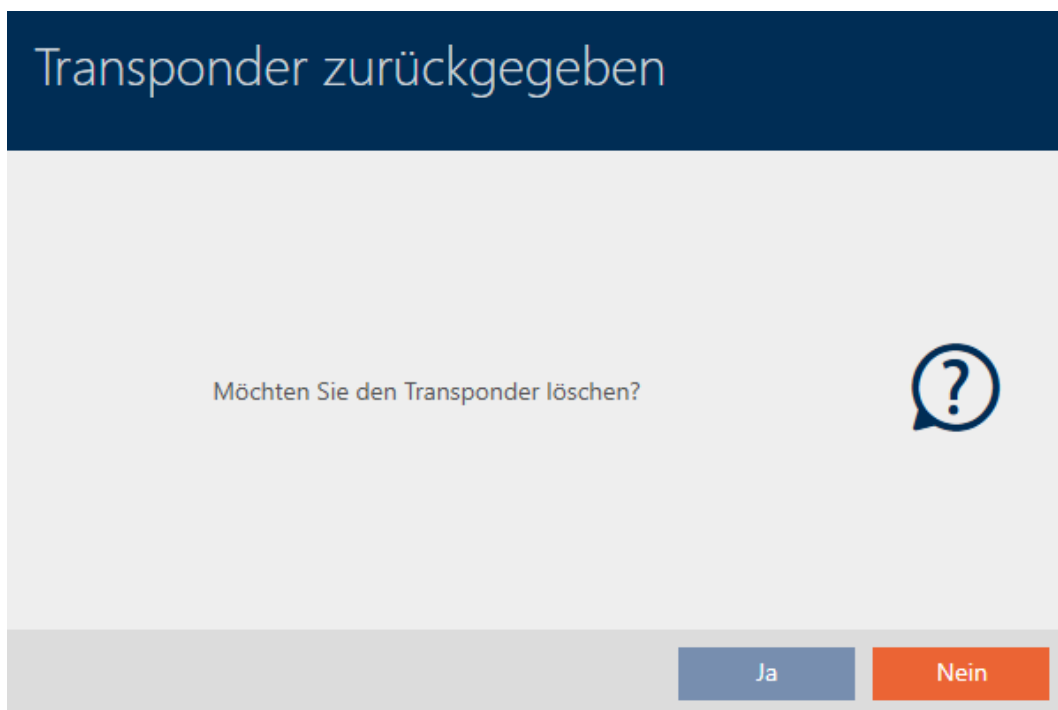 Transponder zurückgegeben
Möchten Sie den Transponder löschen?
?
Ja
Nein